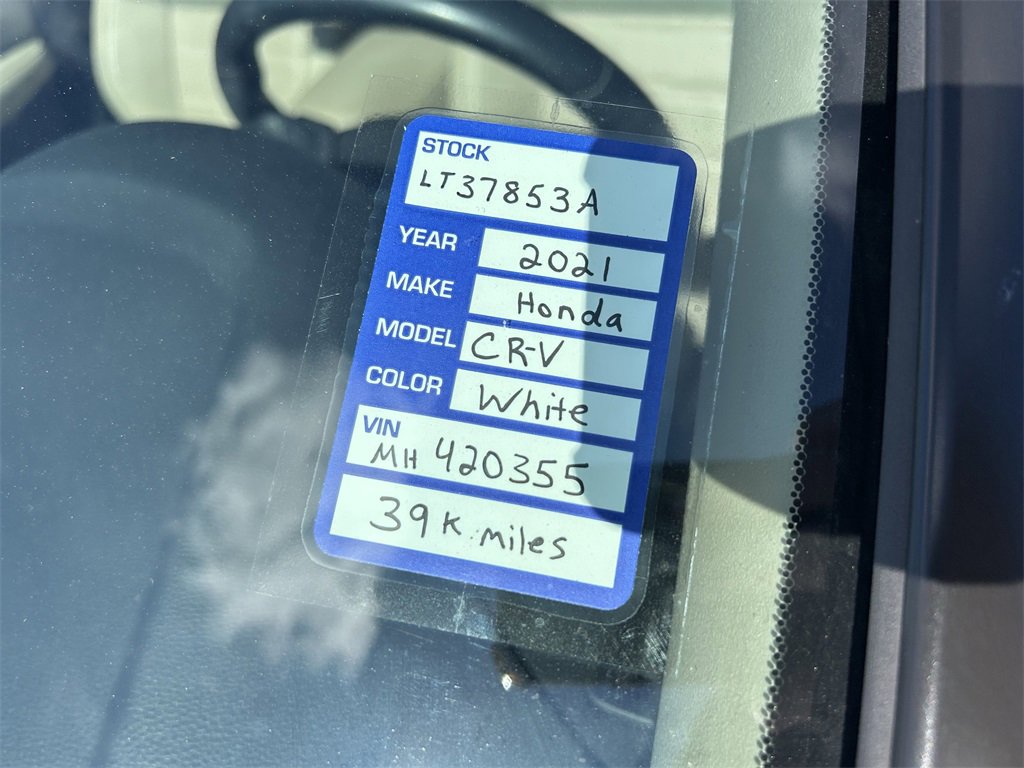 STOCK
LT37853A
YEAR 2021
MAKE Honda
MODEL CR-V
COLOR White
VIN
MH 420355
39K miles